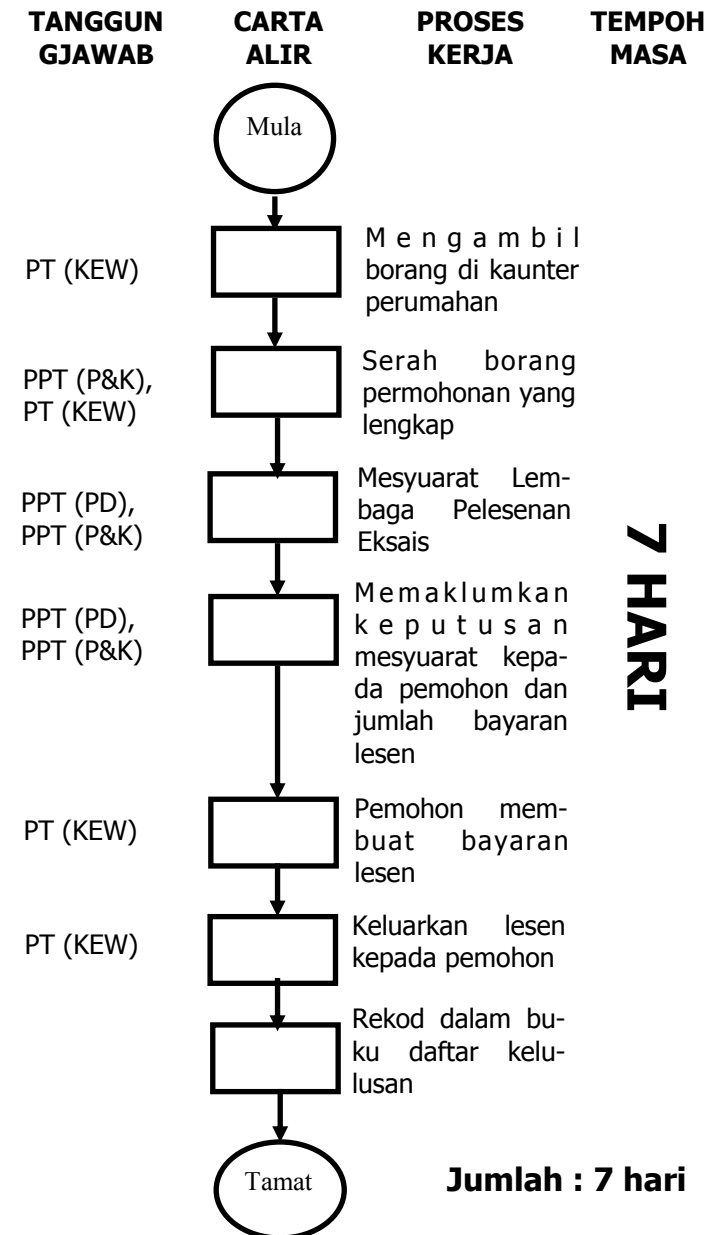 TANGGUN CARTA PROSES TEMPOH
GJAWAB ALIR KERJA MASA
Mula
PT (KEW)
Mengambil
borang di kaunter
perumahan
PPT (P&K),
PT (KEW)
Serah borang
permohonan yang
lengkap
PPT (PD),
PPT (P&K)
Mesyuarat Lem-
baga Pelesenan
Eksais
PPT (PD),
PPT (P&K)
Memaklumkan
keputusan
mesyuarat kepa-
da pemohon dan
jumlah bayaran
lesen
7 HARI
PT (KEW)
Pemohon mem-
buat bayaran
lesen
PT (KEW)
Keluarkan lesen
kepada pemohon
Rekod dalam bu-
ku daftar kelu-
lusan
Tamat
Jumlah : 7 hari